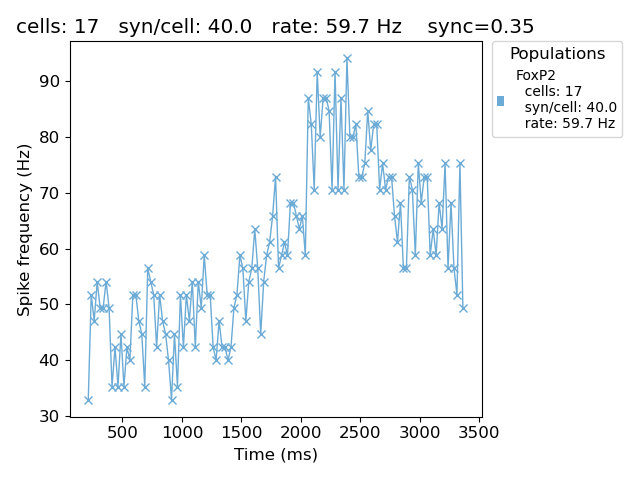 cells: 17   syn/cell: 40.0   rate: 59.7 Hz    sync=0.35
Populations
FoxP2
cells: 17
syn/cell: 40.0
rate: 59.7 Hz
Spike frequency (Hz)
90
80
70
60
50
40
30
500 1000 1500 2000 2500 3000 3500
Time (ms)